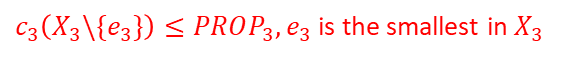 c₃(X₃\{e₃}) ≤ PROP₃, e₃ is the smallest in X₃